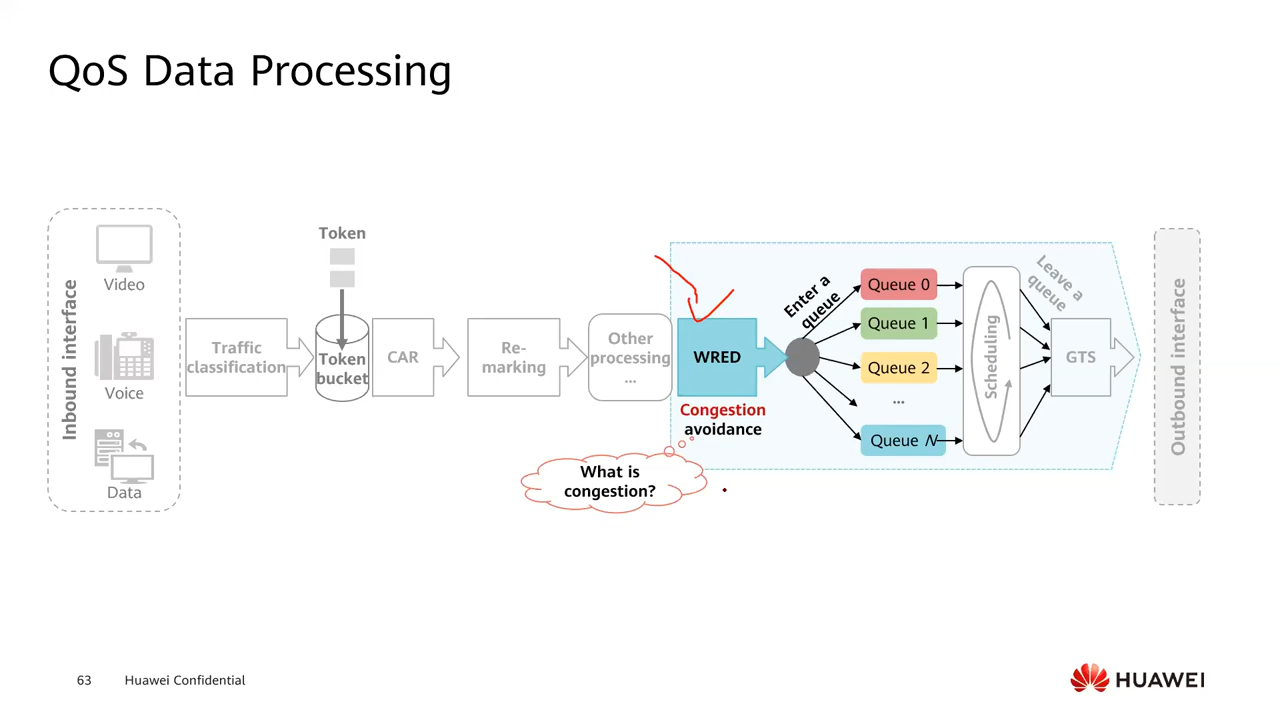 QoS Data Processing
Inbound interface
Video
Voice
Data
Traffic
classification
Token
Token
bucket
CAR
Re-
marking
Other
processing
...
WRED
Congestion
avoidance
What is
congestion?
Enter a
queue
Queue 0
Queue 1
Queue 2
...
Queue N
Scheduling
Leave a
queue
GTS
Outbound interface
63
Huawei Confidential
HUAWEI